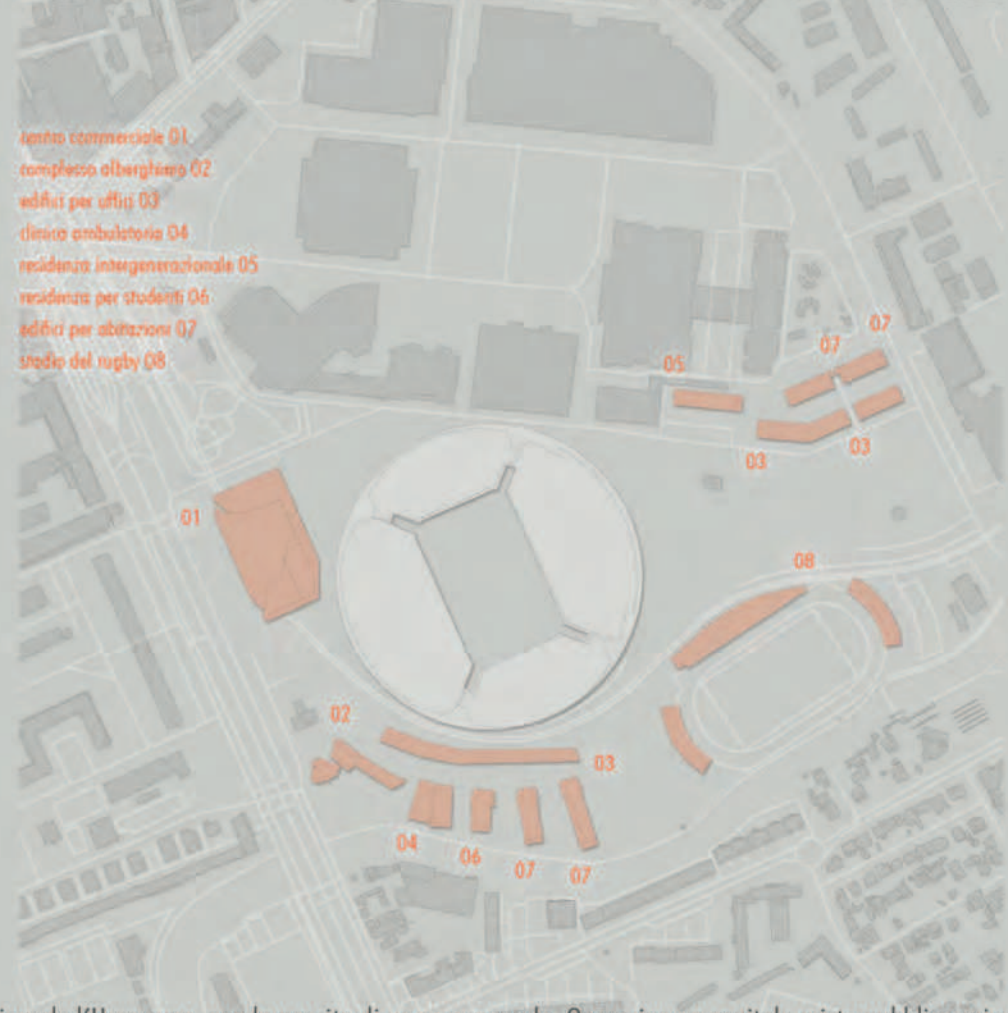 centro commerciale 01
complesso alberghiero 02
edifici per uffici 03
clinica ambulatoria 04
residenza intergenerazionale 05
residenza per studenti 06
edifici per abitazione 07
stadio del rugby 08
07
07
05
03
03
01
08
02
03
04
06
07
07